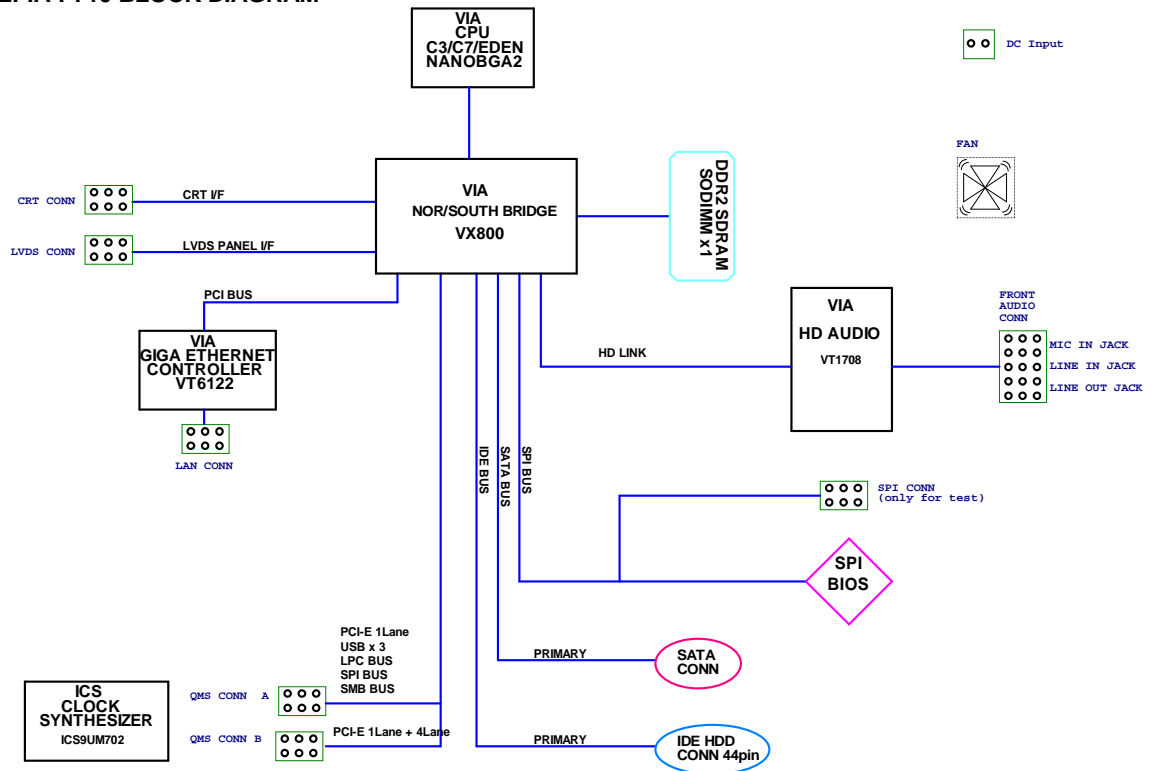 VIA
CPU
C3/C7/EDEN
NANOBGA2
DC Input
FAN
VIA
NOR/SOUTH BRIDGE
VX800
DDR2 SDRAM
SODIMM x1
CRT CONN
CRT I/F
LVDS CONN
LVDS PANEL I/F
PCI BUS
VIA
GIGA ETHERNET
CONTROLLER
VT6122
LAN CONN
HD LINK
VIA
HD AUDIO
VT1708
FRONT
AUDIO
CONN
MIC IN JACK
LINE IN JACK
LINE OUT JACK
IDE BUS
SATA BUS
SPI BUS
SPI CONN
(only for test)
SPI
BIOS
PCI-E 1Lane
USB x 3
LPC BUS
SPI BUS
SMB BUS
PRIMARY
SATA
CONN
ICS
CLOCK
SYNTHESIZER
ICS9UM702
QMS CONN A
QMS CONN B
PCI-E 1Lane + 4Lane
PRIMARY
IDE HDD
CONN 44pin